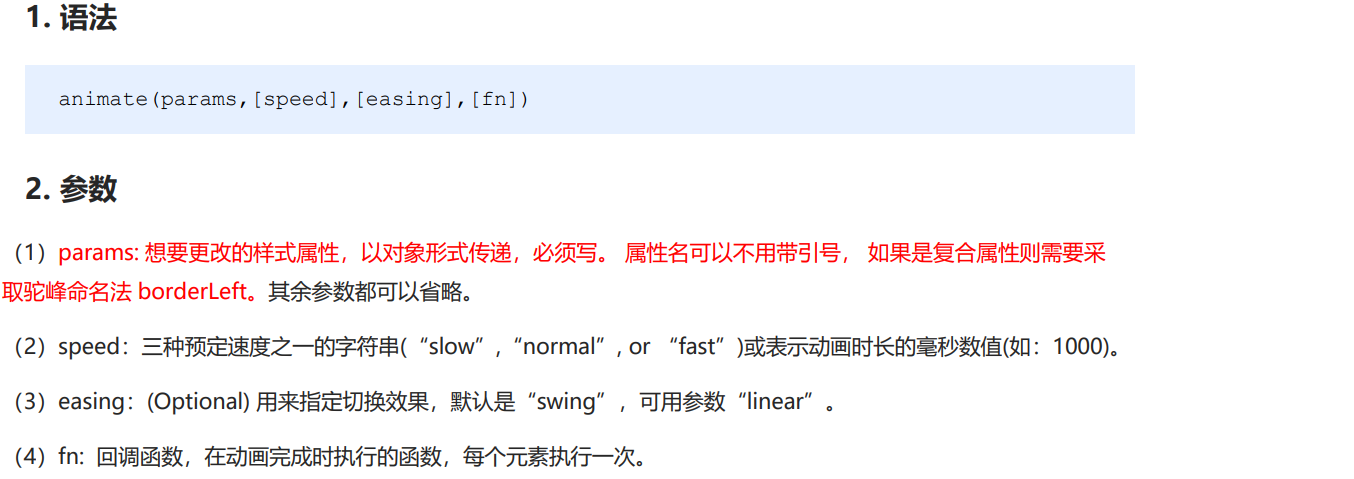 1. 语法
animate(params,[speed],[easing],[fn])
2. 参数
（1）params: 想要更改的样式属性，以对象形式传递，必须写。 属性名可以不用带引号， 如果是复合属性则需要采
取驼峰命名法 borderLeft。其余参数都可以省略。
（2）speed：三种预定速度之一的字符串(“slow”,“normal”, or “fast”)或表示动画时长的毫秒数值(如：1000)。
（3）easing：(Optional) 用来指定切换效果，默认是“swing”，可用参数“linear”。
（4）fn: 回调函数，在动画完成时执行的函数，每个元素执行一次。